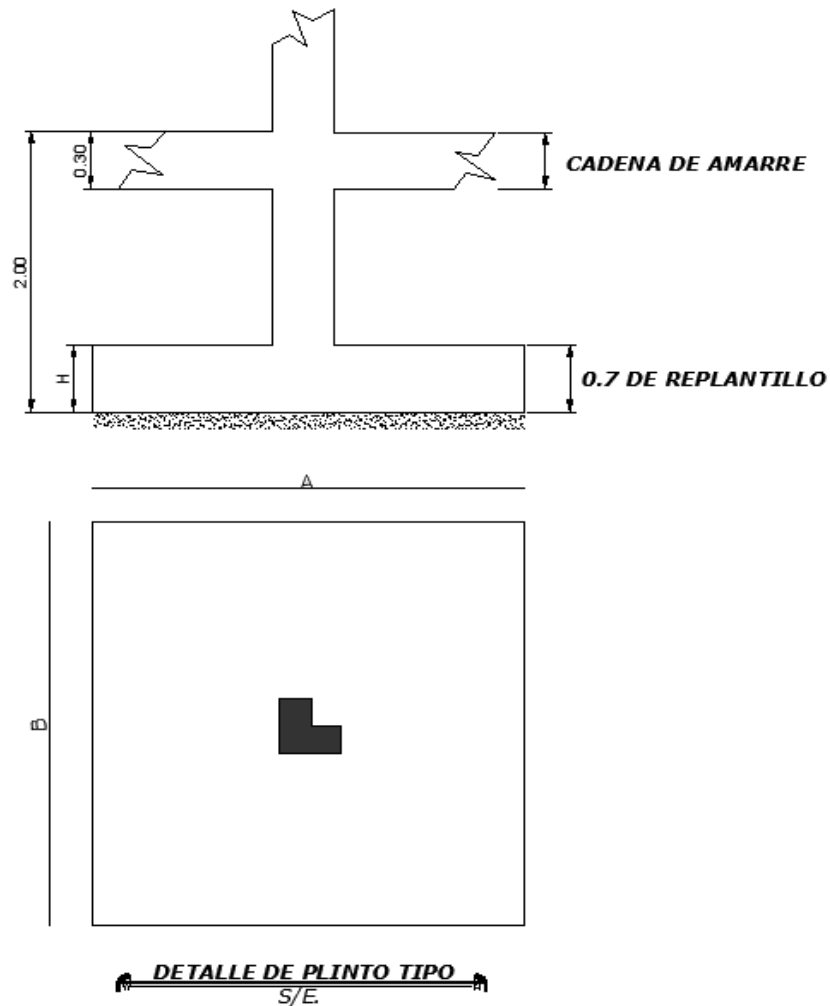 0.30
CADENA DE AMARRE
2.00
H
0.7 DE REPLANTILLO
A
B
DETALLE DE PLINTO TIPO
S/E.